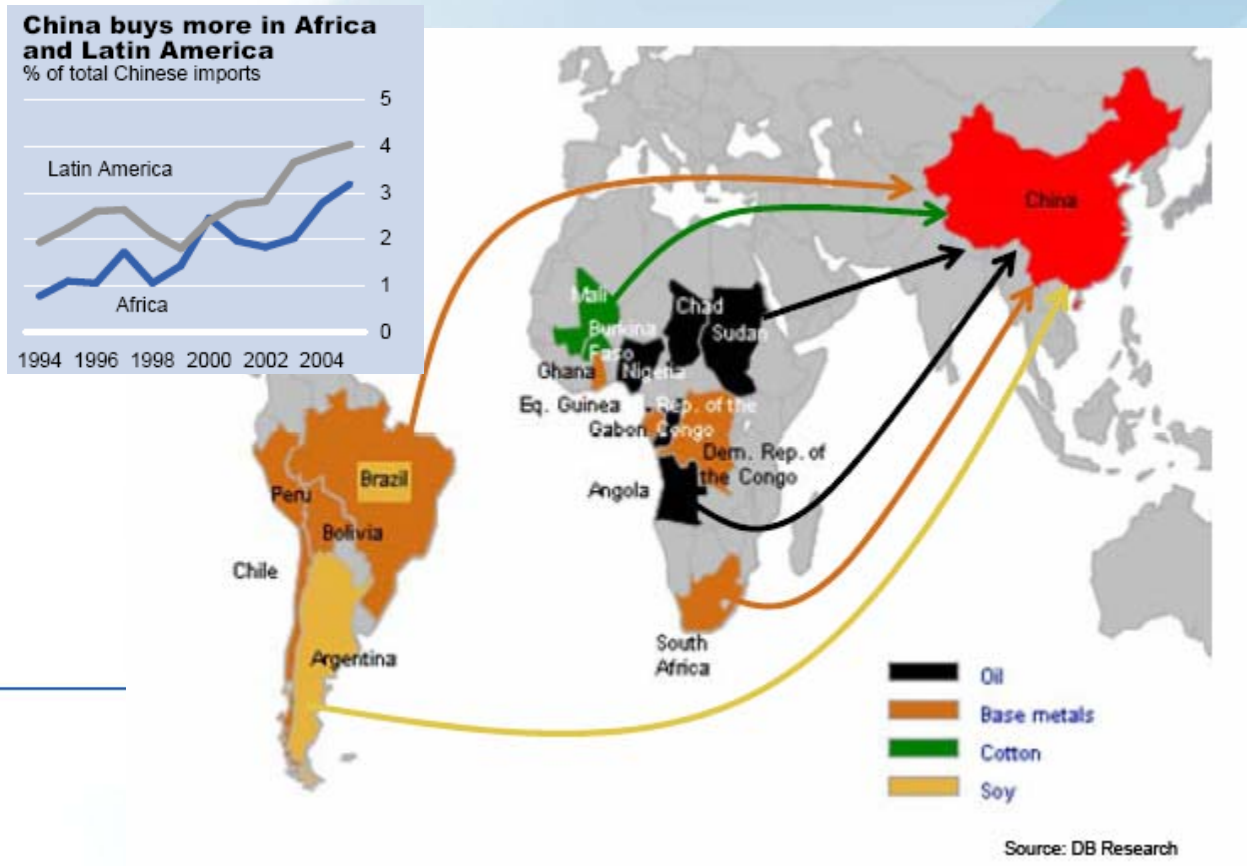 China buys more in Africa
and Latin America
% of total Chinese imports
5
4
3
2
1
0
Latin America
Africa
1994 1996 1998 2000 2002 2004
China
Mali
Burkina
Faso
Chad
Sudan
Ghana
Nigeria
Eq. Guinea
Rep. of the
Congo
Gabon
Dem. Rep. of
the Congo
Angola
Brazil
Peru
Bolivia
Chile
Argentina
South
Africa
Oil
Base metals
Cotton
Soy
Source: DB Research